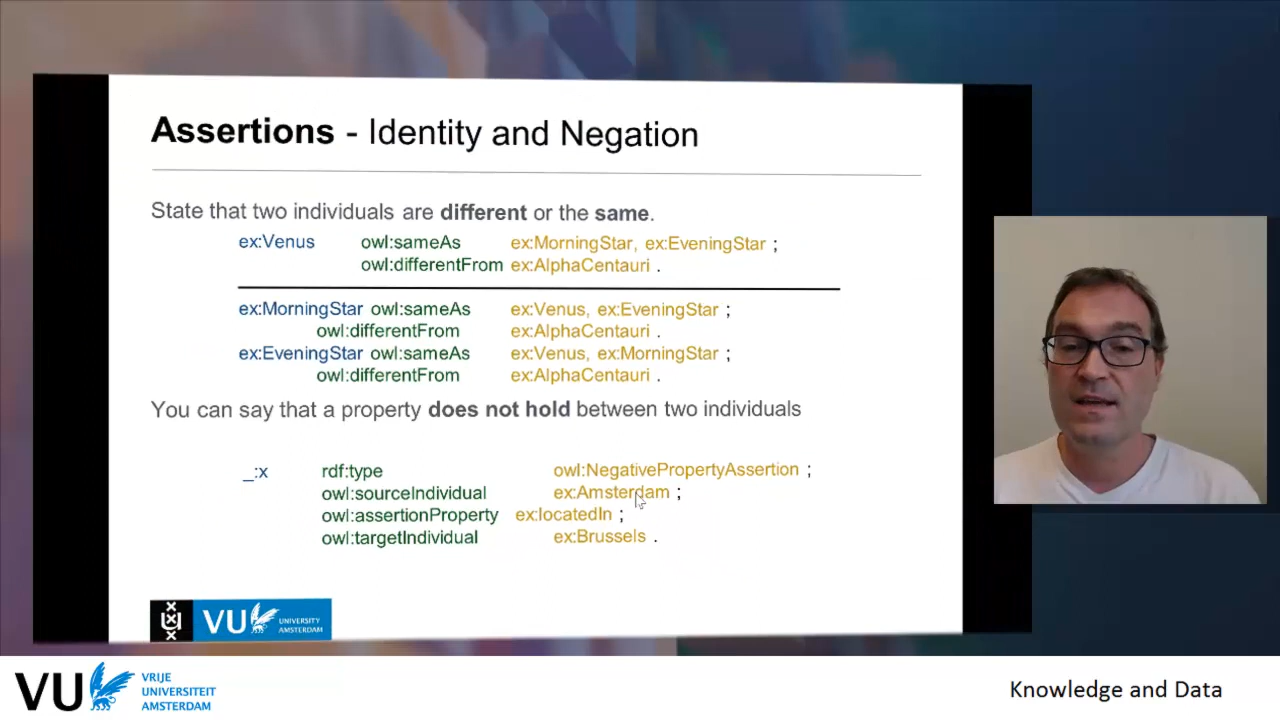 Assertions - Identity and Negation
State that two individuals are different or the same.
ex:Venus owl:sameAs ex:MorningStar, ex:EveningStar ;
owl:differentFrom ex:AlphaCentauri .
ex:MorningStar owl:sameAs ex:Venus, ex:EveningStar ;
owl:differentFrom ex:AlphaCentauri .
ex:EveningStar owl:sameAs ex:Venus, ex:MorningStar ;
owl:differentFrom ex:AlphaCentauri .
You can say that a property does not hold between two individuals
_:x rdf:type owl:NegativePropertyAssertion ;
owl:sourceIndividual ex:Amsterdam ;
owl:assertionProperty ex:locatedIn ;
owl:targetIndividual ex:Brussels .
VU UNIVERSITY
AMSTERDAM
VU VRIJE
UNIVERSITEIT
AMSTERDAM
Knowledge and Data